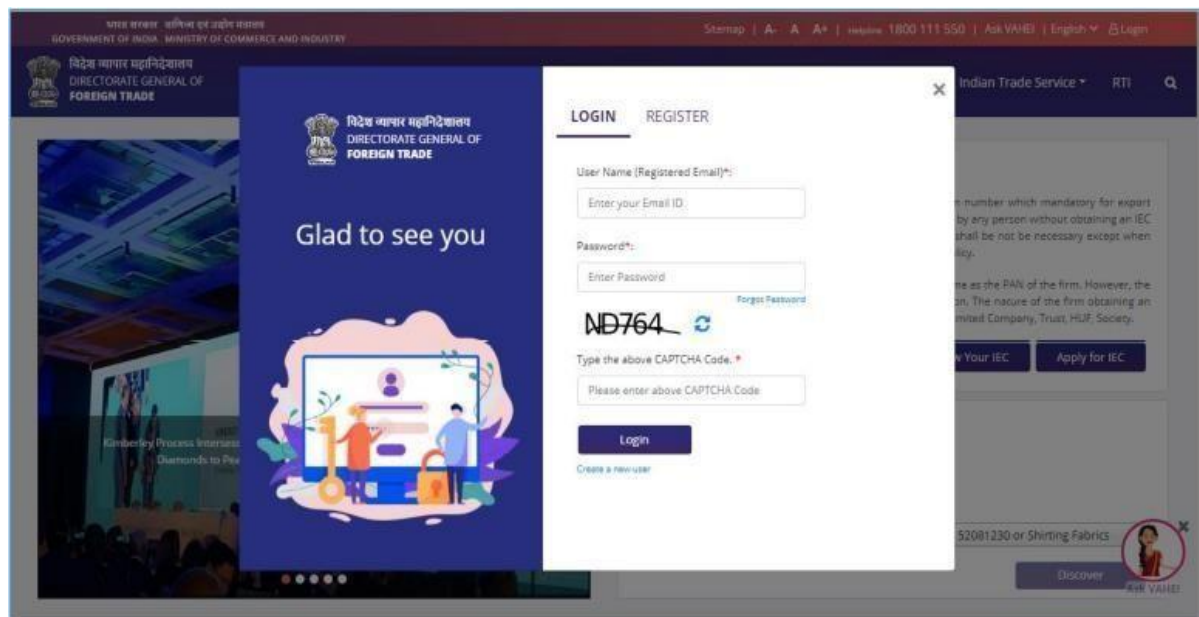 भारत सरकार वाणिज्य एवं उद्योग मंत्रालय
GOVERNMENT OF INDIA MINISTRY OF COMMERCE AND INDUSTRY
Sitemap | A- A A+ | Helpline 1800 111 550 | Ask VAHEI | English Login
विदेश व्यापार महानिदेशालय
DIRECTORATE GENERAL OF
FOREIGN TRADE
Indian Trade Service RTI
विदेश व्यापार महानिदेशालय
DIRECTORATE GENERAL OF
FOREIGN TRADE
Glad to see you
LOGIN REGISTER
User Name (Registered Email)*:
Enter your Email ID
Password*:
Enter Password
Forgot Password
ND764
Type the above CAPTCHA Code. *
Please enter above CAPTCHA Code
Login
Create a new user
number which mandatory for export
by any person without obtaining an IEC
shall be not be necessary except when
me as the PAN of the firm. However, the
on. The nature of the firm obtaining an
Limited Company, Trust, HUF, Society.
Your IEC Apply for IEC
Kimberley Process
Diamonds to
52081230 or Shirting Fabrics
Discover
Ask VAHEI